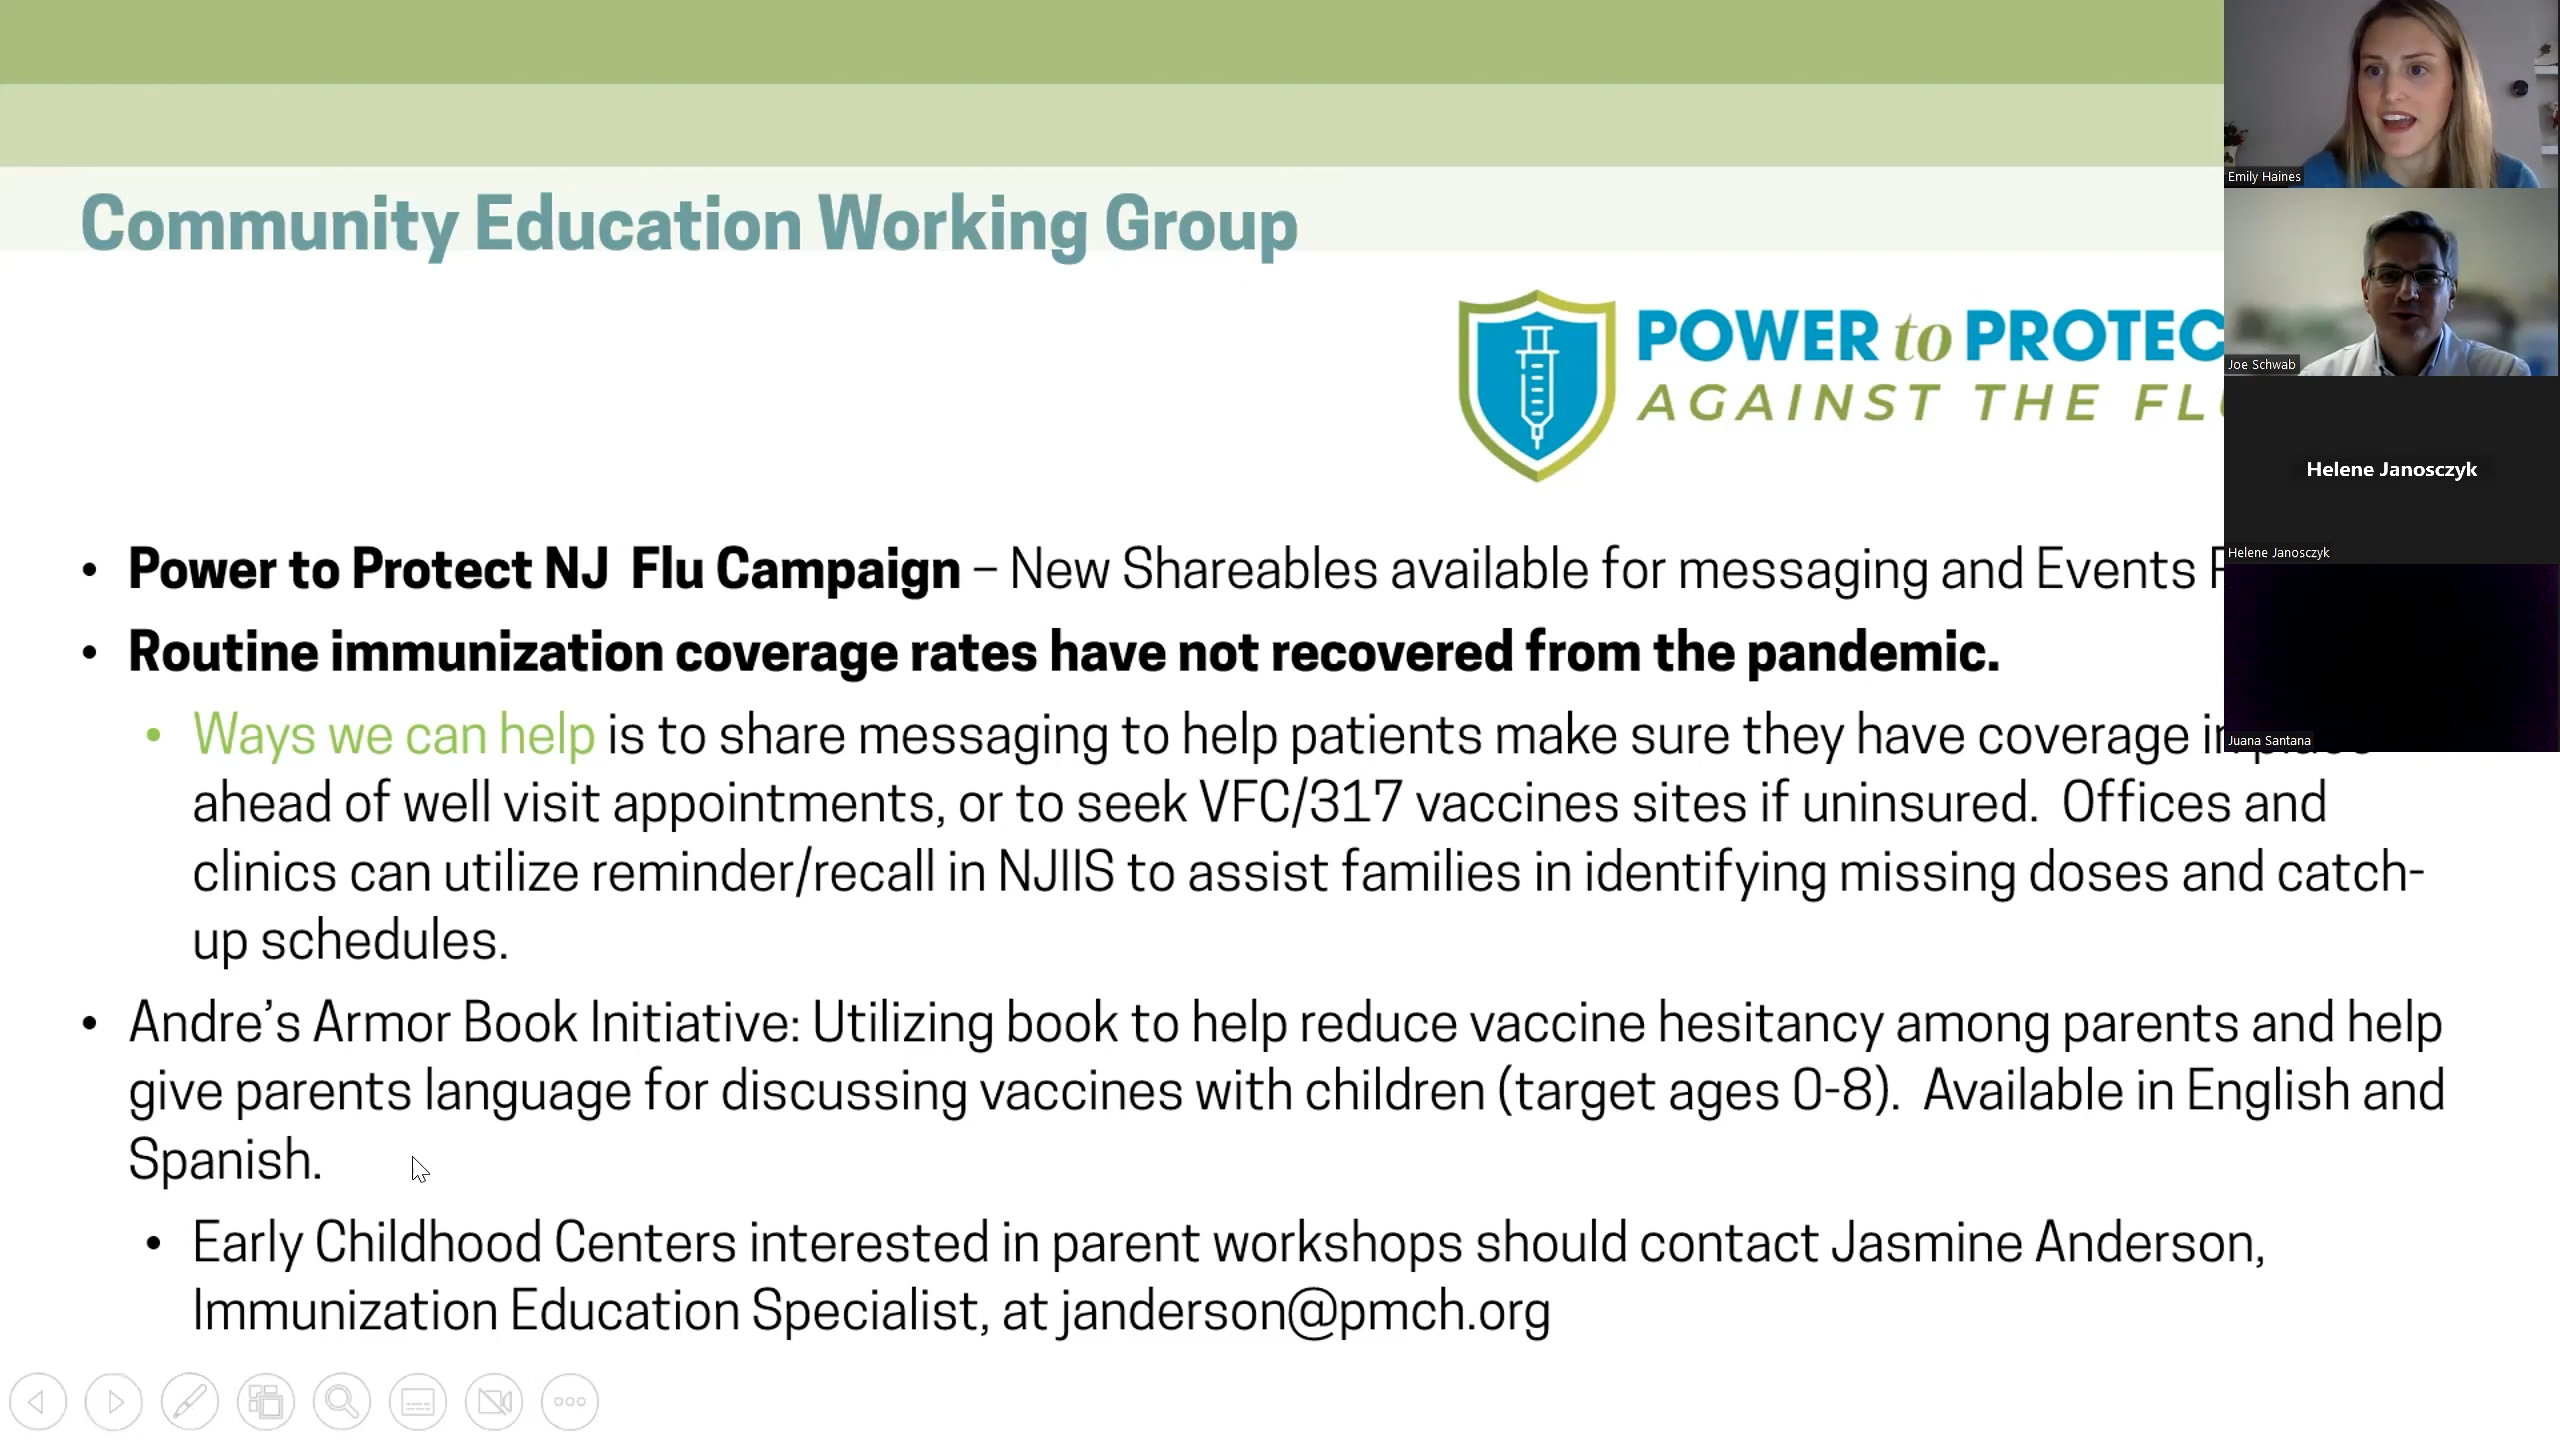 Community Education Working Group
POWER to PROTEC
AGAINST THE FL
• Power to Protect NJ Flu Campaign – New Shareables available for messaging and Events
• Routine immunization coverage rates have not recovered from the pandemic.
• Ways we can help is to share messaging to help patients make sure they have coverage in place
ahead of well visit appointments, or to seek VFC/317 vaccines sites if uninsured. Offices and
clinics can utilize reminder/recall in NJIIS to assist families in identifying missing doses and catch-
up schedules.
• Andre's Armor Book Initiative: Utilizing book to help reduce vaccine hesitancy among parents and help
give parents language for discussing vaccines with children (target ages 0-8). Available in English and
Spanish.
• Early Childhood Centers interested in parent workshops should contact Jasmine Anderson,
Immunization Education Specialist, at janderson@pmch.org
Emily Haines
Joe Schwab
Helene Janosczyk
Helene Janosczyk
Juana Santana